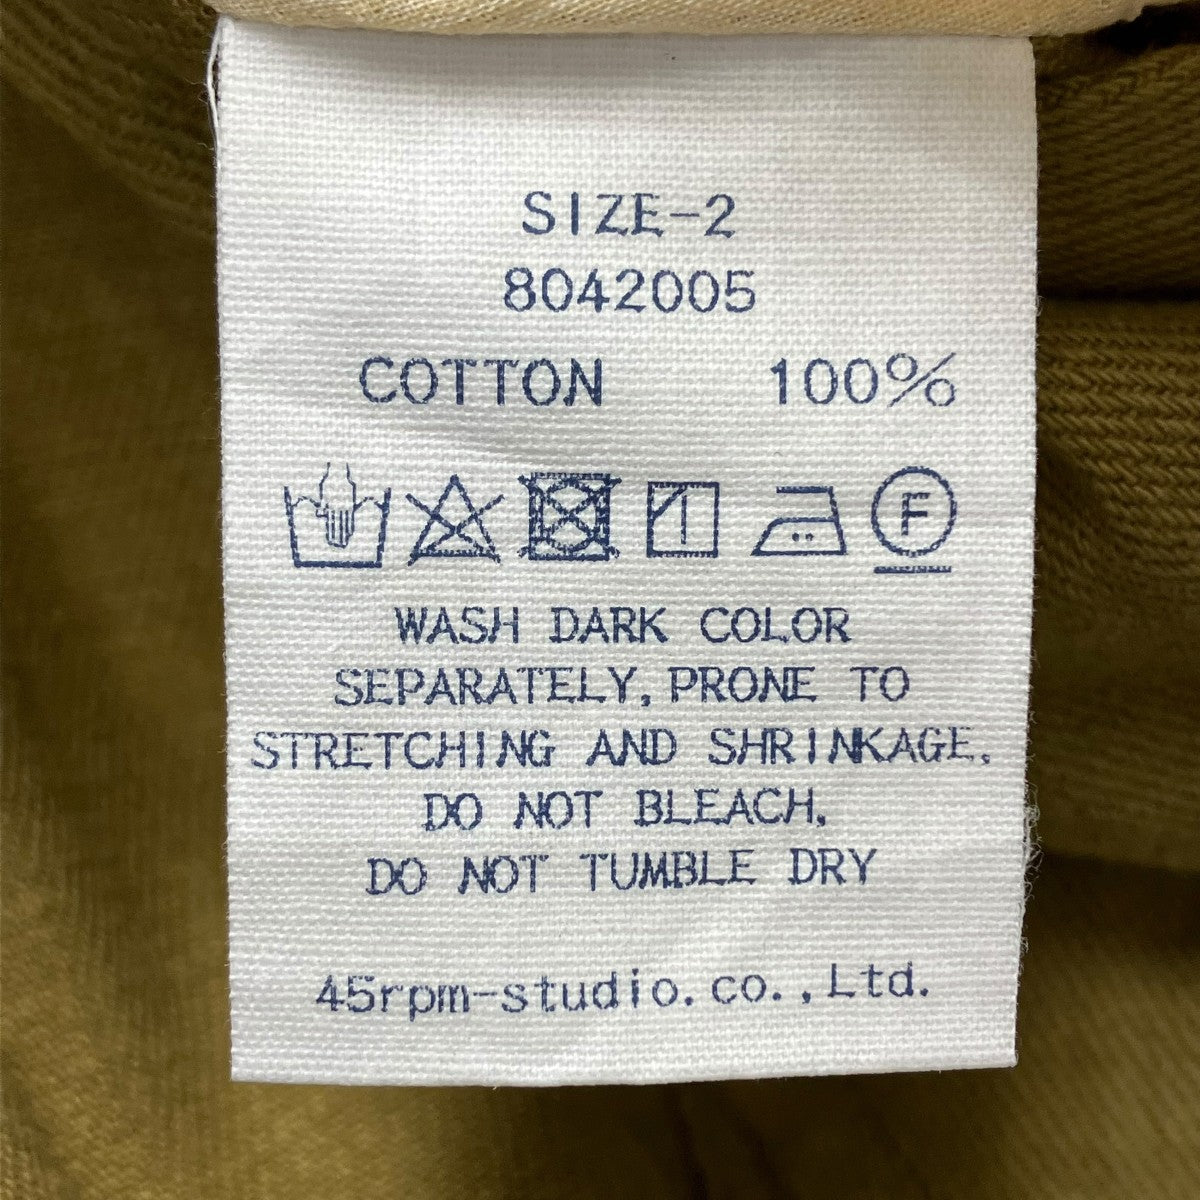 SIZE-2
8042005
COTTON 100%
F
WASH DARK COLOR
SEPARATELY, PRONE TO
STRETCHING AND SHRINKAGE.
DO NOT BLEACH,
DO NOT TUMBLE DRY
45rpm-studio.co.,Ltd.